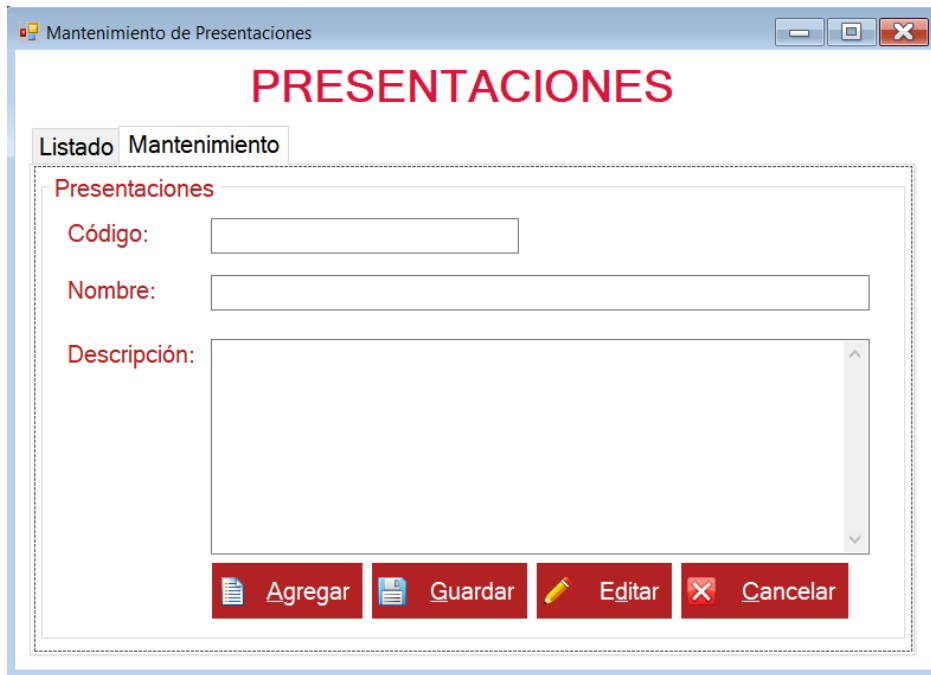 Mantenimiento de Presentaciones
PRESENTACIONES
Listado Mantenimiento
Presentaciones
Código:
Nombre:
Descripción:
Agregar Guardar Editar Cancelar